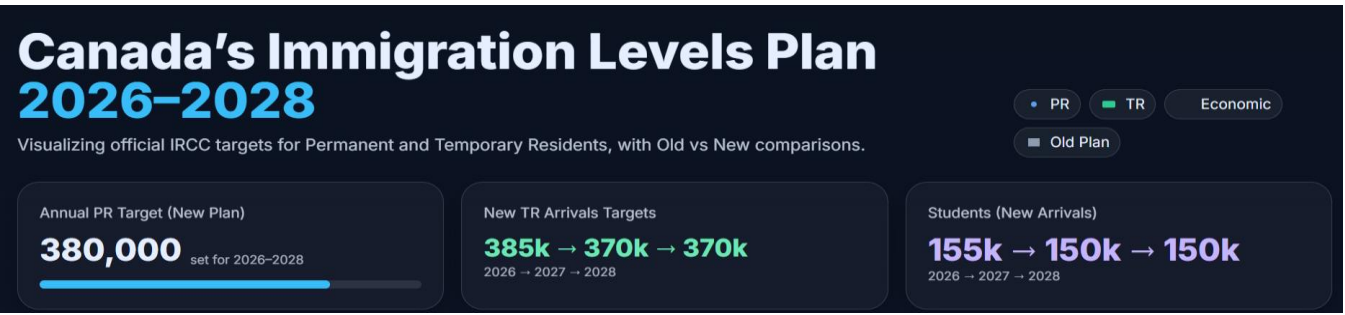 Canada’s Immigration Levels Plan
2026–2028
Visualizing official IRCC targets for Permanent and Temporary Residents, with Old vs New comparisons.
PR
TR
Economic
Old Plan
Annual PR Target (New Plan)
380,000 set for 2026–2028
New TR Arrivals Targets
385k → 370k → 370k
2026 → 2027 → 2028
Students (New Arrivals)
155k → 150k → 150k
2026 → 2027 → 2028